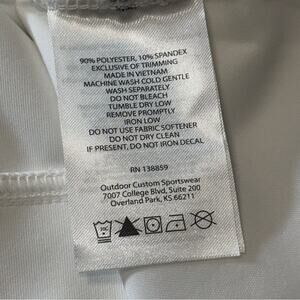 90% POLYESTER, 10% SPANDEX
EXCLUSIVE OF TRIMMING
MADE IN VIETNAM
MACHINE WASH COLD GENTLE
WASH SEPARATELY
DO NOT BLEACH
TUMBLE DRY LOW
REMOVE PROMPTLY
IRON LOW
DO NOT USE FABRIC SOFTENER
DO NOT DRY CLEAN
IF PRESENT, DO NOT IRON DECAL
RN 138859
Outdoor Custom Sportswear
7007 College Blvd, Suite 200
Overland Park, KS 66211